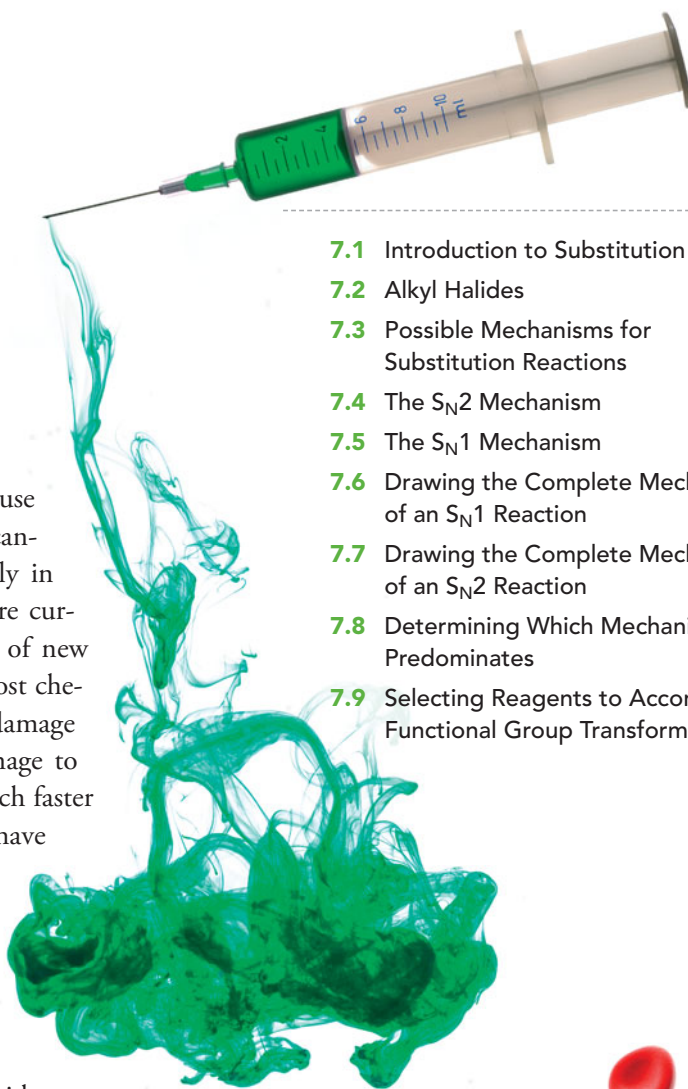 2
4
6
8
10
ml
7.1 Introduction to Substitution
7.2 Alkyl Halides
7.3 Possible Mechanisms for
Substitution Reactions
7.4 The SN2 Mechanism
7.5 The SN1 Mechanism
7.6 Drawing the Complete Mech
of an SN1 Reaction
7.7 Drawing the Complete Mech
of an SN2 Reaction
7.8 Determining Which Mechani
Predominates
7.9 Selecting Reagents to Accor
Functional Group Transform
use
can-
ly in
re cur-
of new
ost che-
lamage
nage to
ch faster
have